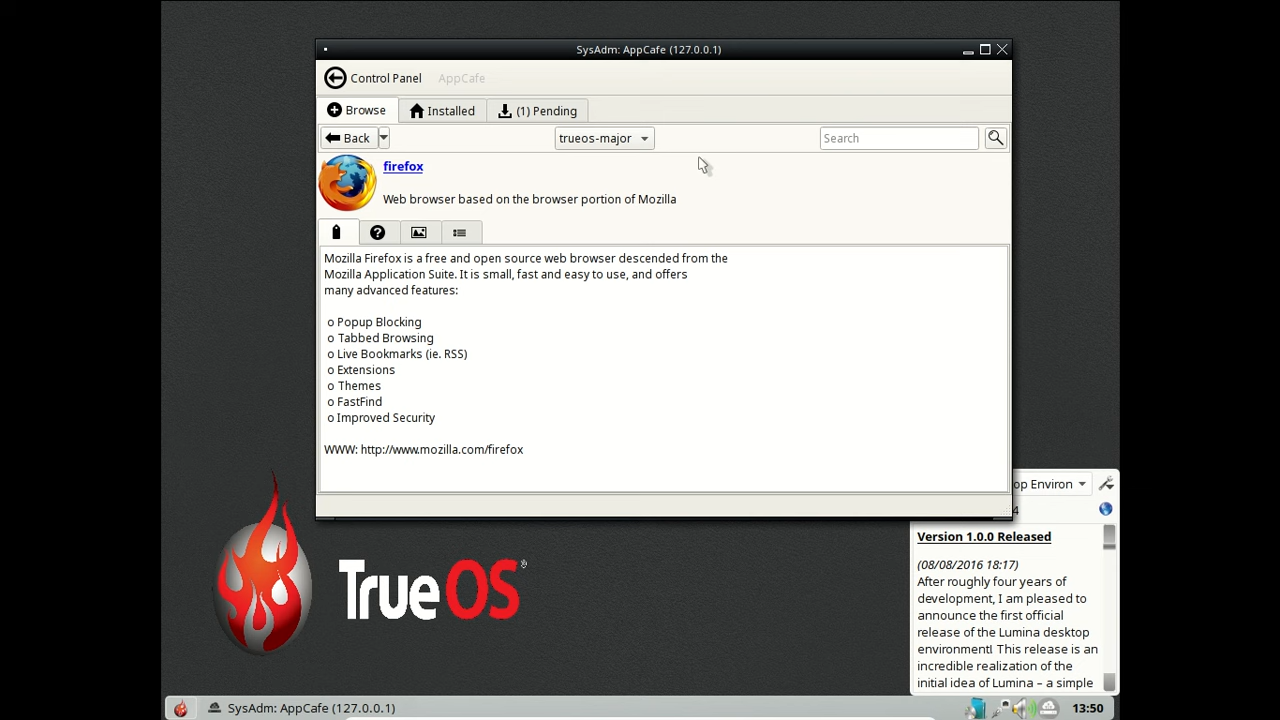 SysAdm: AppCafe (127.0.0.1)
Control Panel AppCafe
Browse Installed (1) Pending
Back trueos-major Search
firefox
Web browser based on the browser portion of Mozilla
Mozilla Firefox is a free and open source web browser descended from the
Mozilla Application Suite. It is small, fast and easy to use, and offers
many advanced features:
o Popup Blocking
o Tabbed Browsing
o Live Bookmarks (ie. RSS)
o Extensions
o Themes
o FastFind
o Improved Security
WWW: http://www.mozilla.com/firefox
op Environ
4
Version 1.0.0 Released
(08/08/2016 18:17)
After roughly four years of
development, I am pleased to
announce the first official
release of the Lumina desktop
environment! This release is an
incredible realization of the
initial idea of Lumina – a simple
TrueOS®
SysAdm: AppCafe (127.0.0.1) 13:50